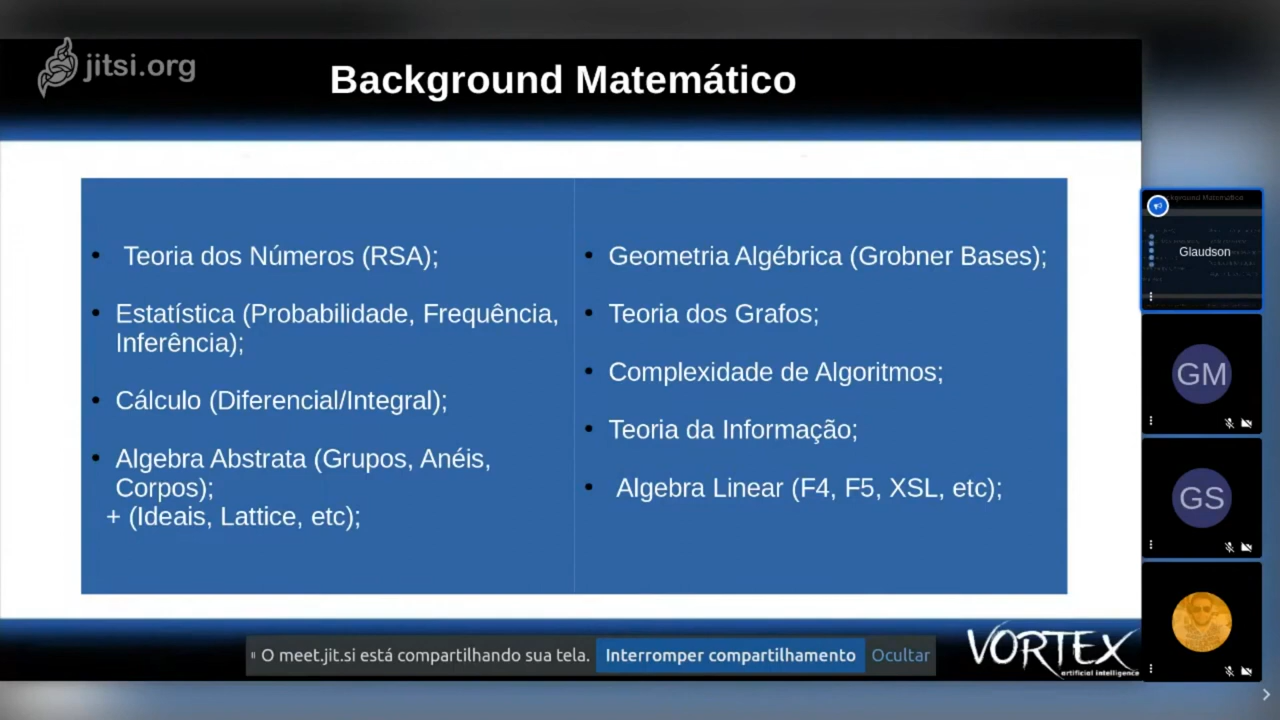 jitsi.org
Background Matemático
Teoria dos Números (RSA);
Estatística (Probabilidade, Frequência,
Inferência);
Cálculo (Diferencial/Integral);
Algebra Abstrata (Grupos, Anéis,
Corpos);
+ (Ideais, Lattice, etc);
Geometria Algébrica (Grobner Bases);
Teoria dos Grafos;
Complexidade de Algoritmos;
Teoria da Informação;
Algebra Linear (F4, F5, XSL, etc);
Glaudson
GM
GS
O meet.jit.si está compartilhando sua tela.
Interromper compartilhamento
Ocultar
VORTEX
artificial intelligence